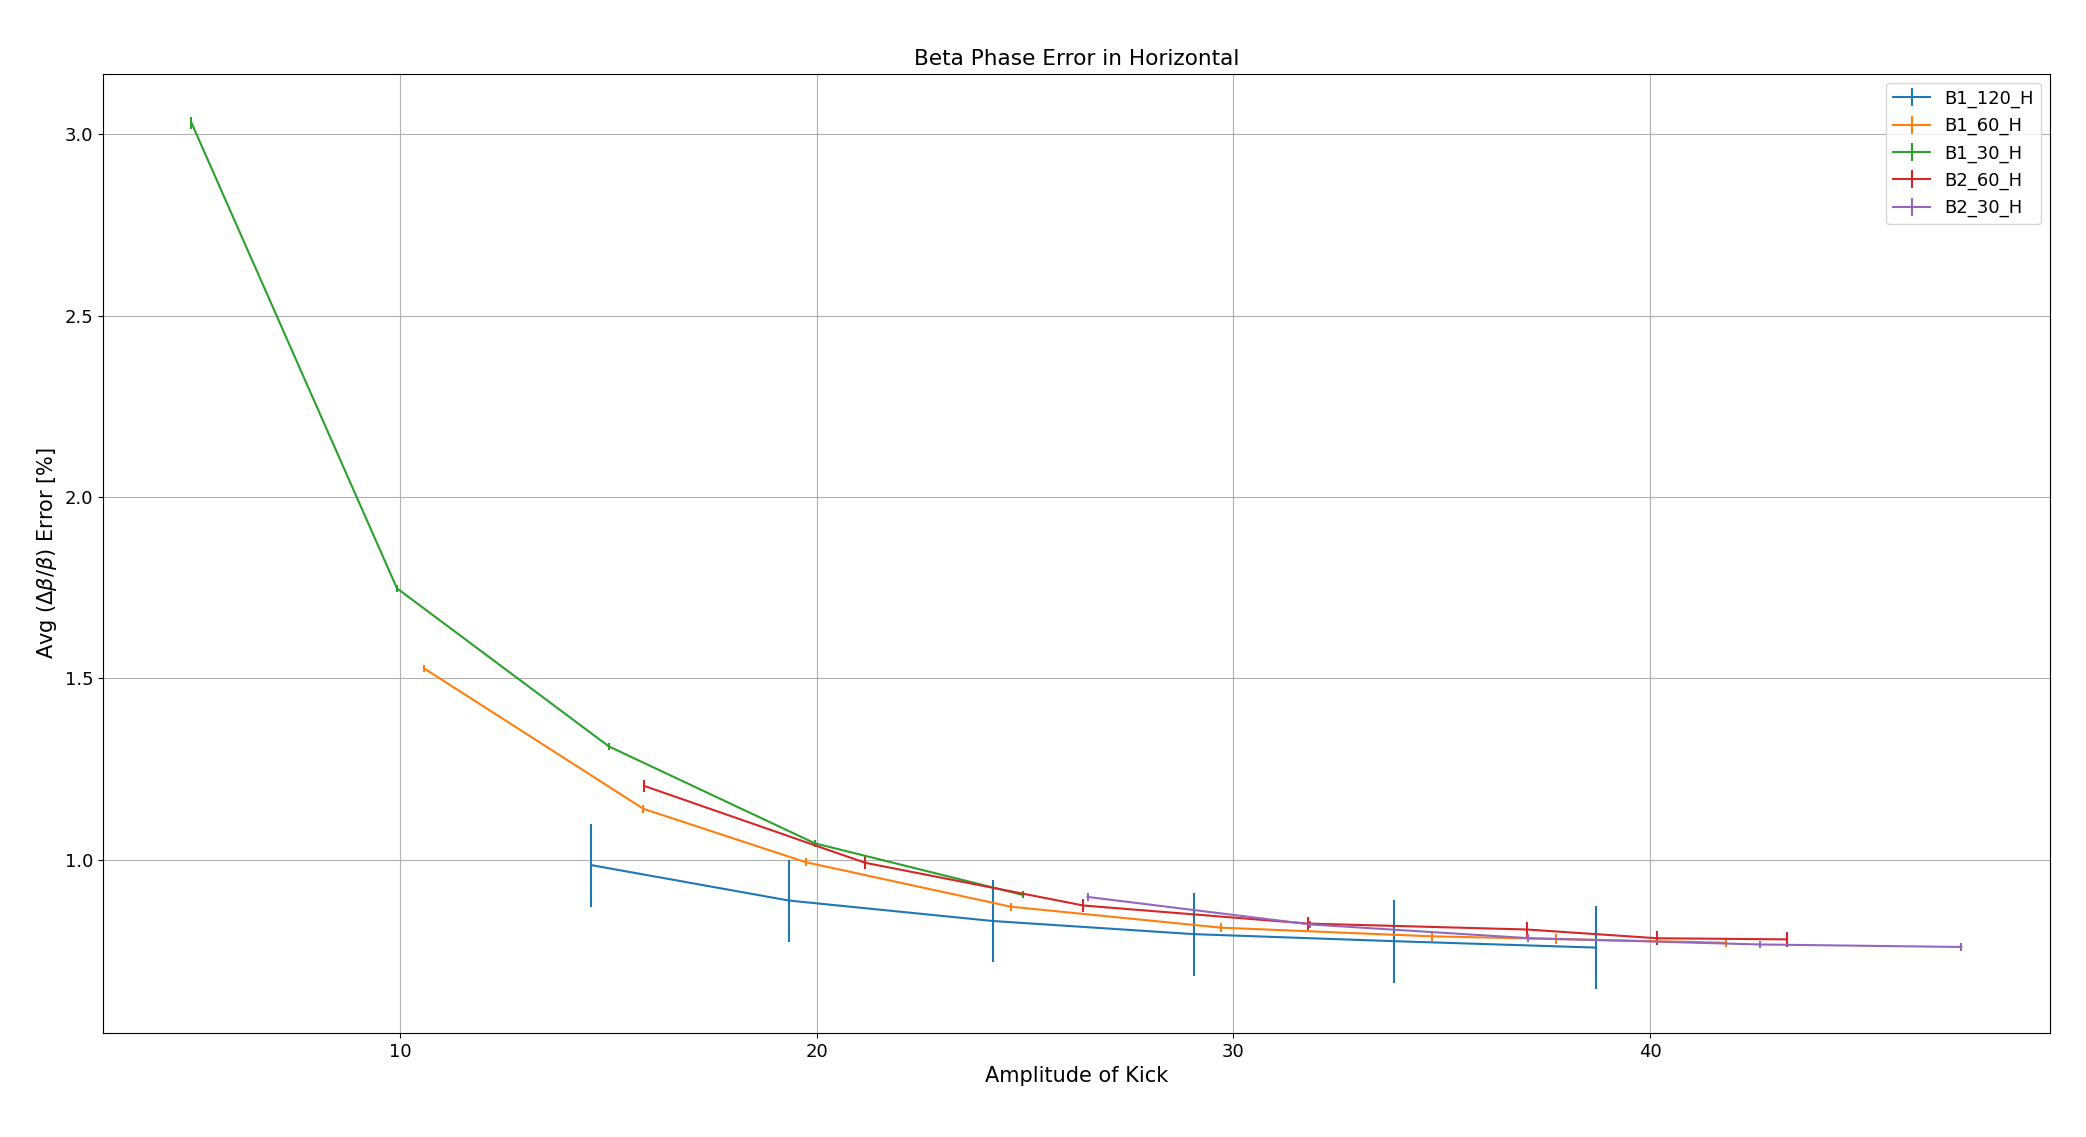 Beta Phase Error in Horizontal
B1_120_H
B1_60_H
B1_30_H
B2_60_H
B2_30_H
3.0
2.5
2.0
1.5
1.0
Avg (Δβ/β) Error [%]
10 20 30 40
Amplitude of Kick